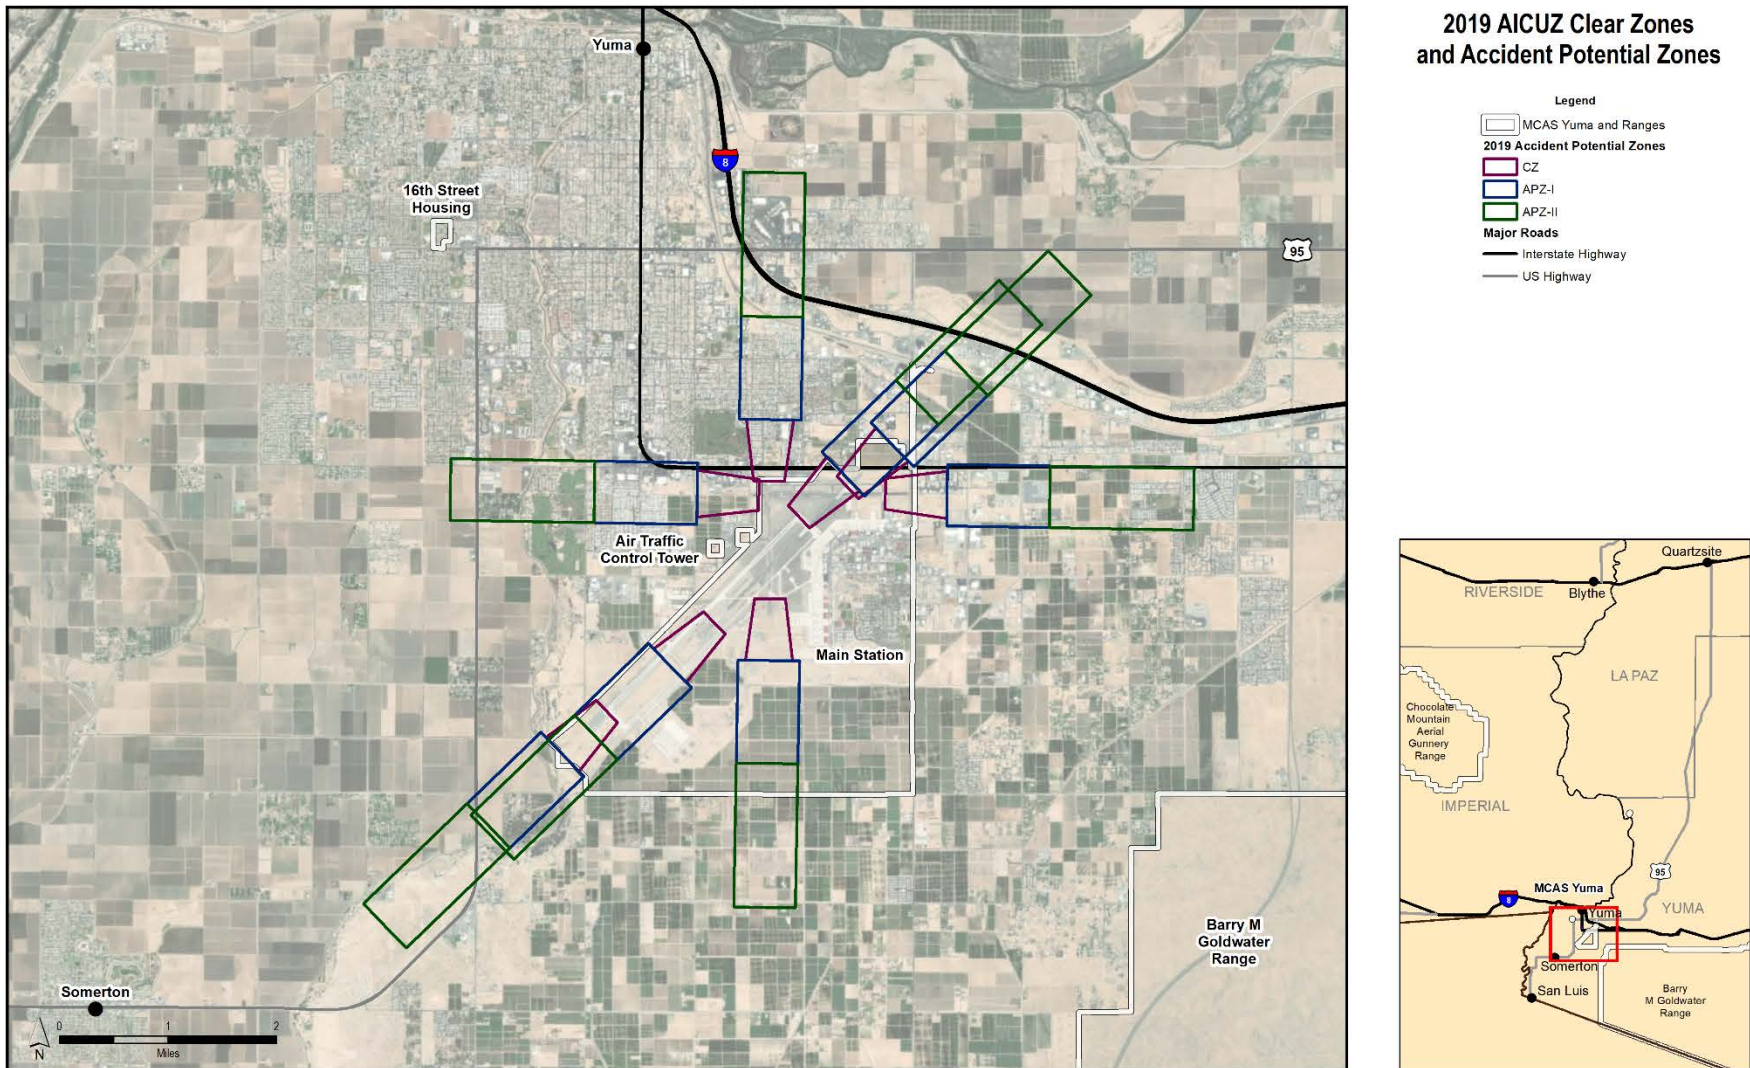 2019 AICUZ Clear Zones
and Accident Potential Zones
Legend
MCAS Yuma and Ranges
2019 Accident Potential Zones
CZ
APZ-I
APZ-II
Major Roads
Interstate Highway
US Highway
Yuma
8
16th Street
Housing
95
Air Traffic
Control Tower
Main Station
Barry M
Goldwater
Range
Somerton
0 1 2
Miles
N
Quartzsite
Blythe
RIVERSIDE
LA PAZ
Chocolate
Mountain
Aerial
Gunnery
Range
IMPERIAL
95
MCAS Yuma
8
Yuma
YUMA
Somerton
San Luis
Barry
M Goldwater
Range